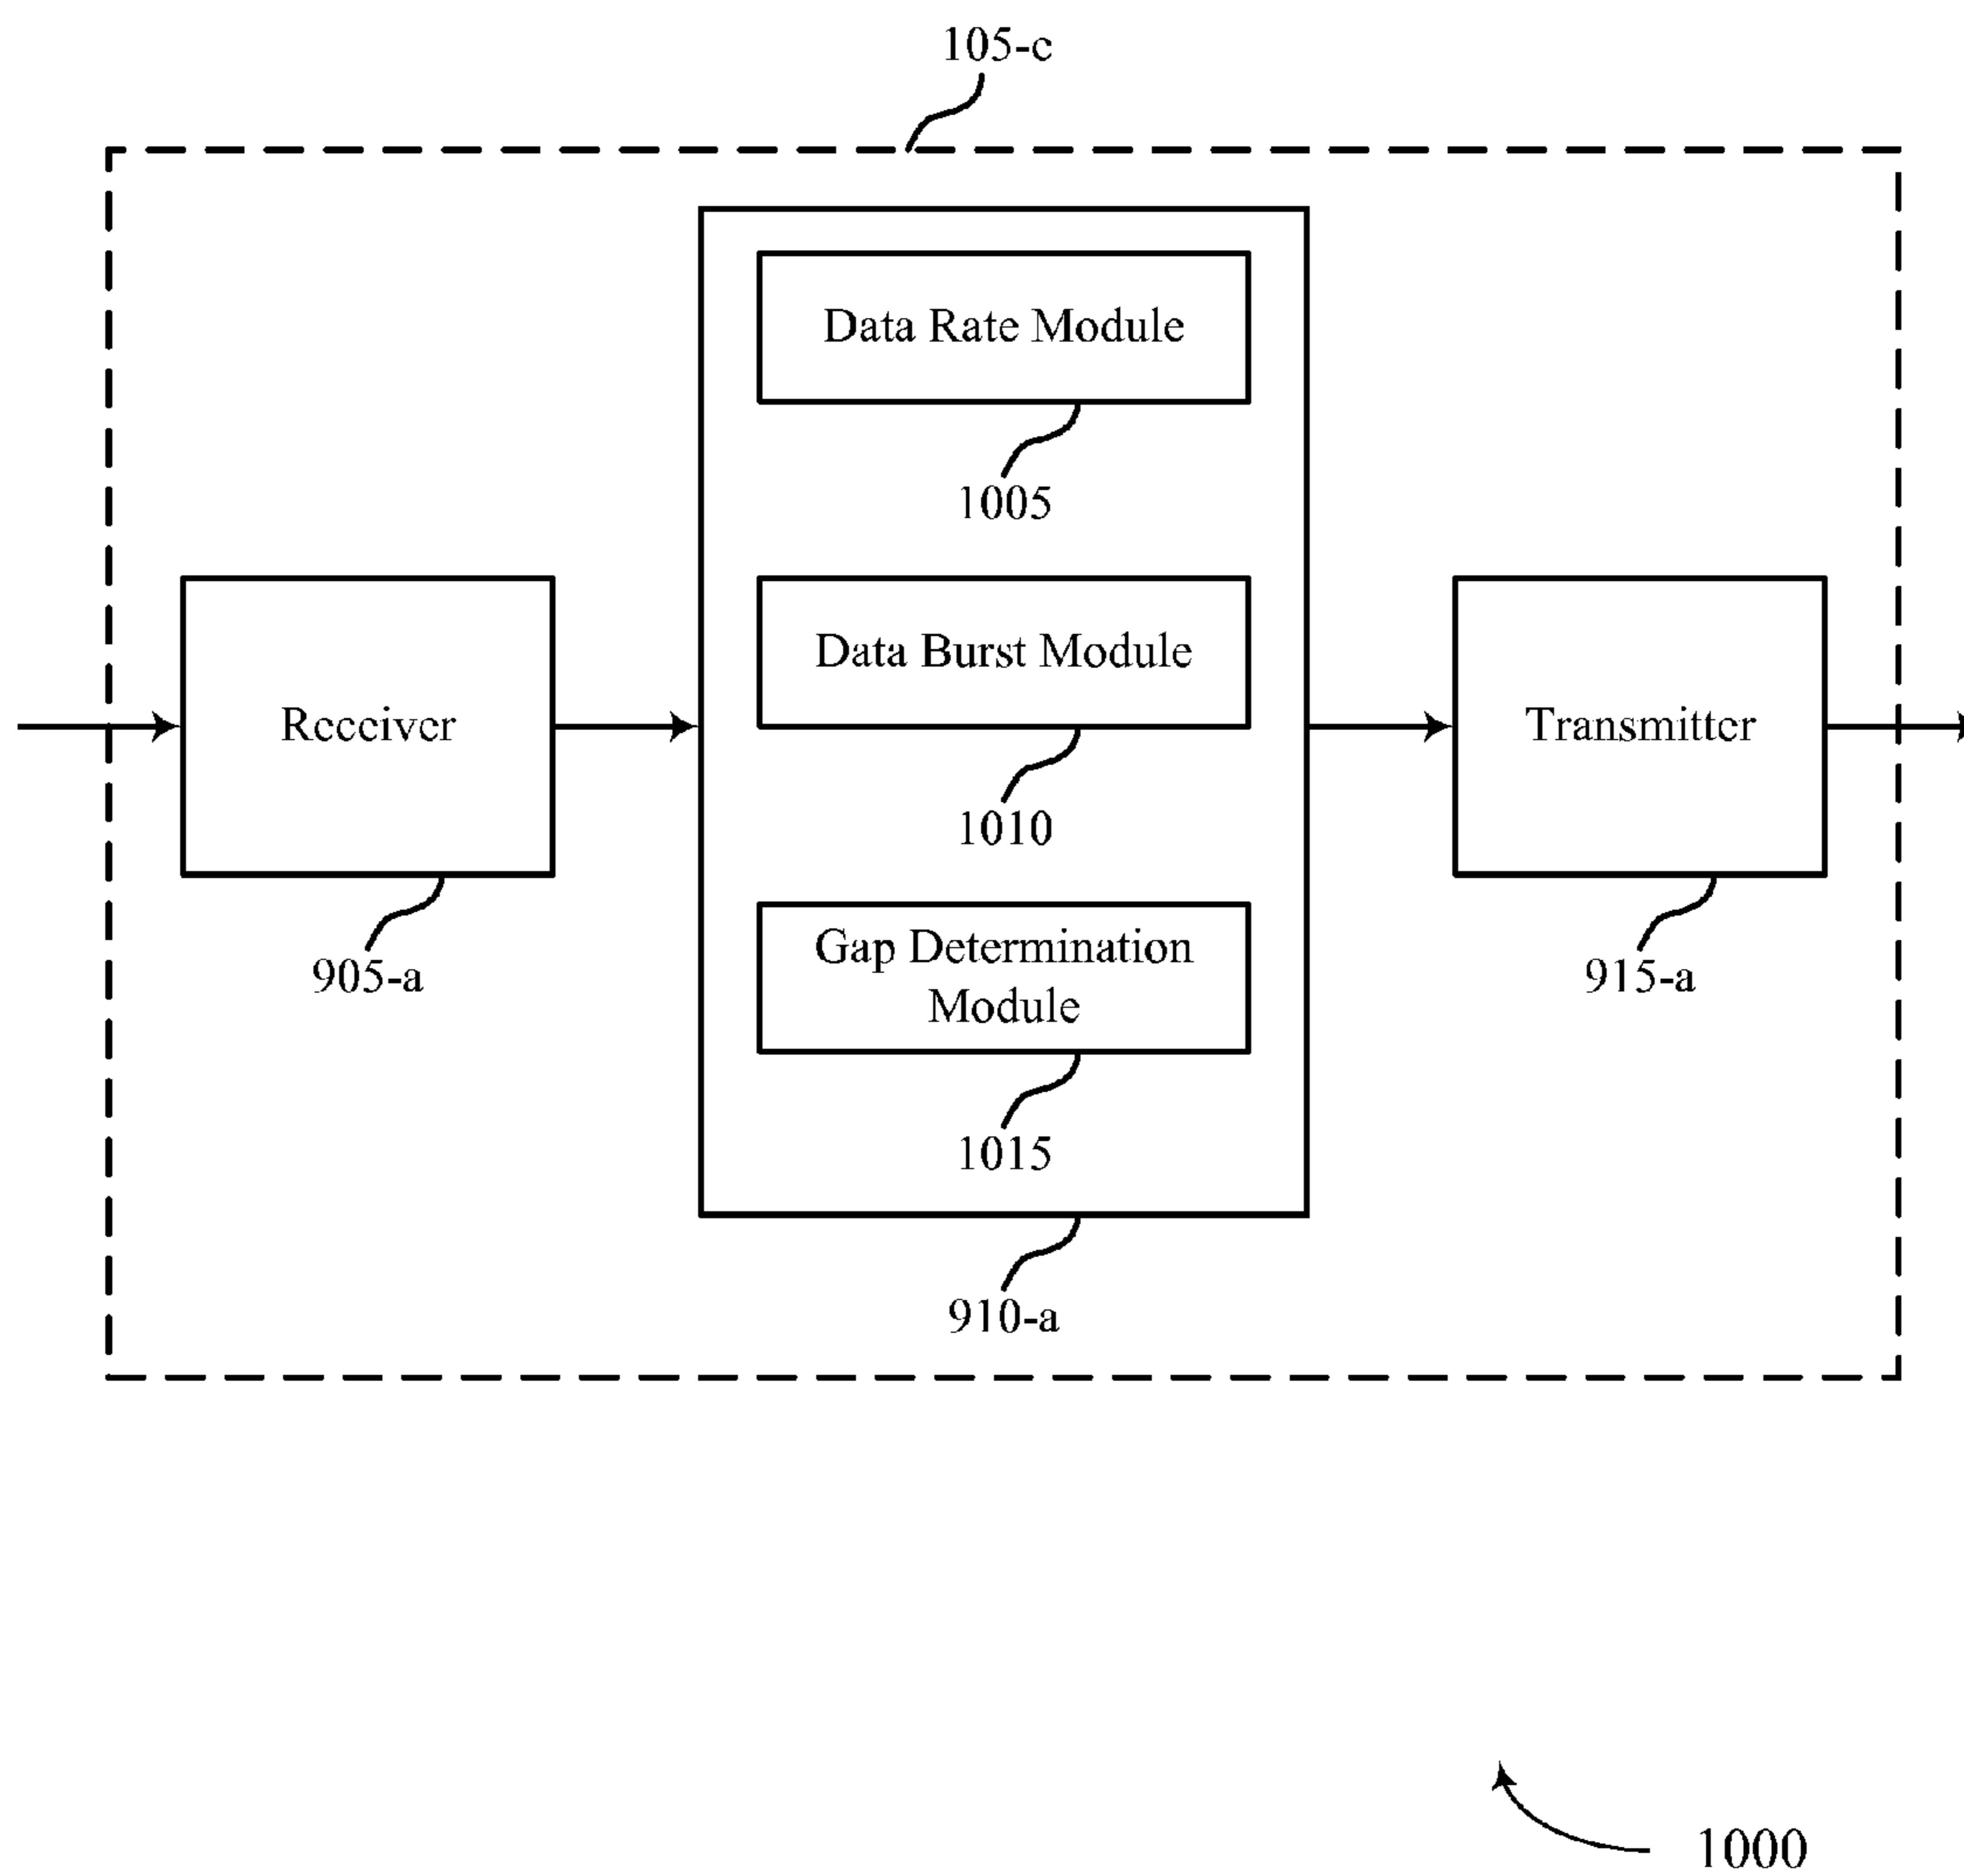 105-c
Data Rate Module
1005
Receiver
Data Burst Module
1010
Transmitter
905-a
Gap Determination
Module
1015
915-a
910-a
1000